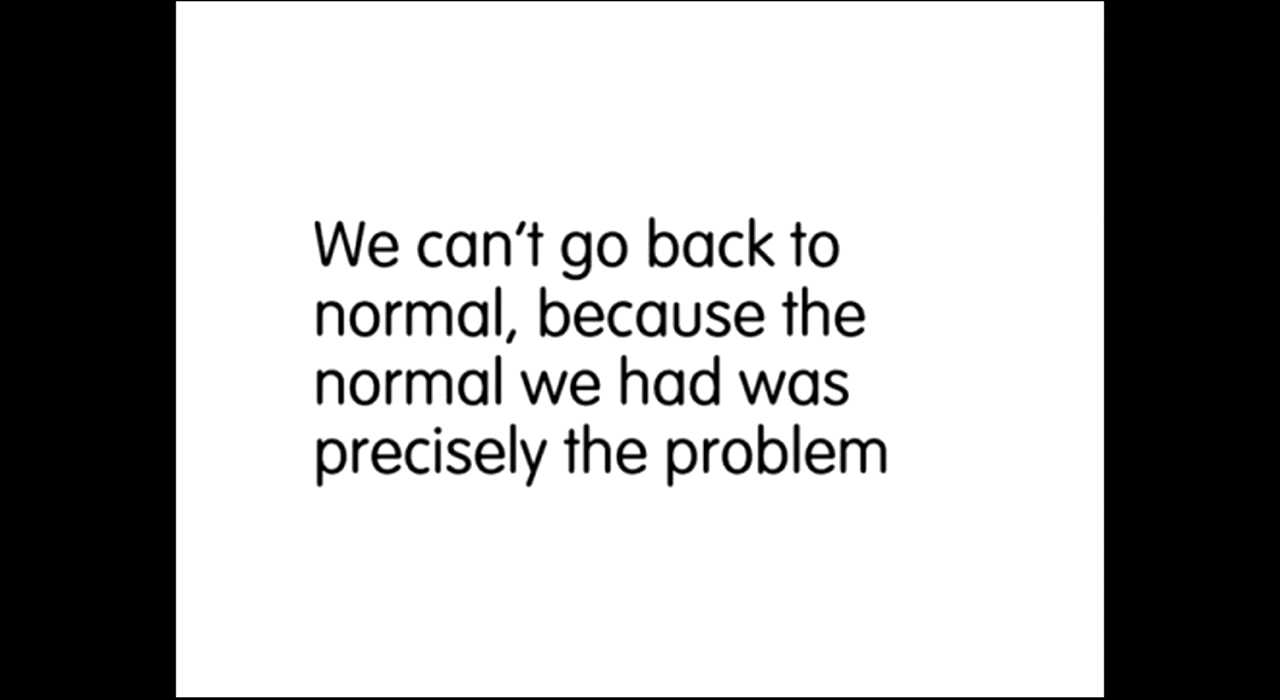 We can’t go back to
normal, because the
normal we had was
precisely the problem